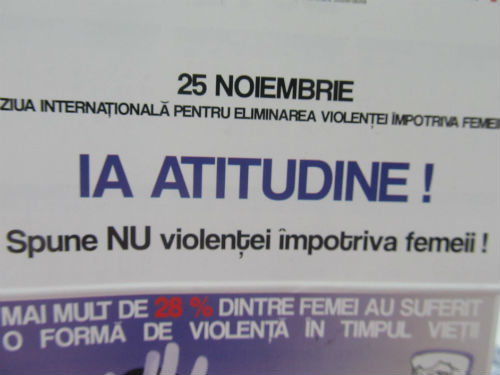 25 NOIEMBRIE
ZIUA INTERNAȚIONALĂ PENTRU ELIMINAREA VIOLENȚEI ÎMPOTRIVA FEMEII
IA ATITUDINE !
Spune NU violenței împotriva femeii !
MAI MULT DE 28 % DINTRE FEMEI AU SUFERIT
O FORMĂ DE VIOLENȚĂ ÎN TIMPUL VIEȚII